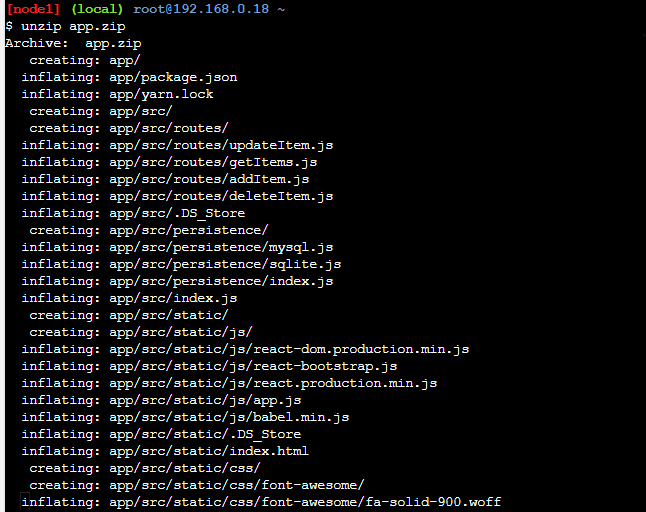 [node1] (local) root@192.168.0.18 ~
$ unzip app.zip
Archive:  app.zip
   creating: app/
  inflating: app/package.json
  inflating: app/yarn.lock
   creating: app/src/
   creating: app/src/routes/
  inflating: app/src/routes/updateItem.js
  inflating: app/src/routes/getItems.js
  inflating: app/src/routes/addItem.js
  inflating: app/src/routes/deleteItem.js
  inflating: app/src/.DS_Store
   creating: app/src/persistence/
  inflating: app/src/persistence/mysql.js
  inflating: app/src/persistence/sqlite.js
  inflating: app/src/persistence/index.js
  inflating: app/src/index.js
   creating: app/src/static/
   creating: app/src/static/js/
  inflating: app/src/static/js/react-dom.production.min.js
  inflating: app/src/static/js/react-bootstrap.js
  inflating: app/src/static/js/react.production.min.js
  inflating: app/src/static/js/app.js
  inflating: app/src/static/js/babel.min.js
  inflating: app/src/static/.DS_Store
  inflating: app/src/static/index.html
   creating: app/src/static/css/
   creating: app/src/static/css/font-awesome/
  inflating: app/src/static/css/font-awesome/fa-solid-900.woff